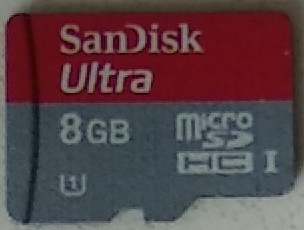 SanDisk
Ultra
8GB
micro
SD
HC I
1